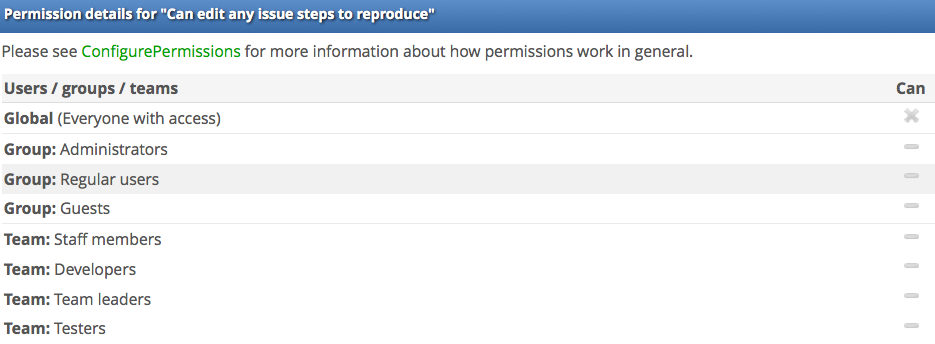 Permission details for "Can edit any issue steps to reproduce"
Please see ConfigurePermissions for more information about how permissions work in general.
Users / groups / teams Can
Global (Everyone with access)
Group: Administrators
Group: Regular users
Group: Guests
Team: Staff members
Team: Developers
Team: Team leaders
Team: Testers